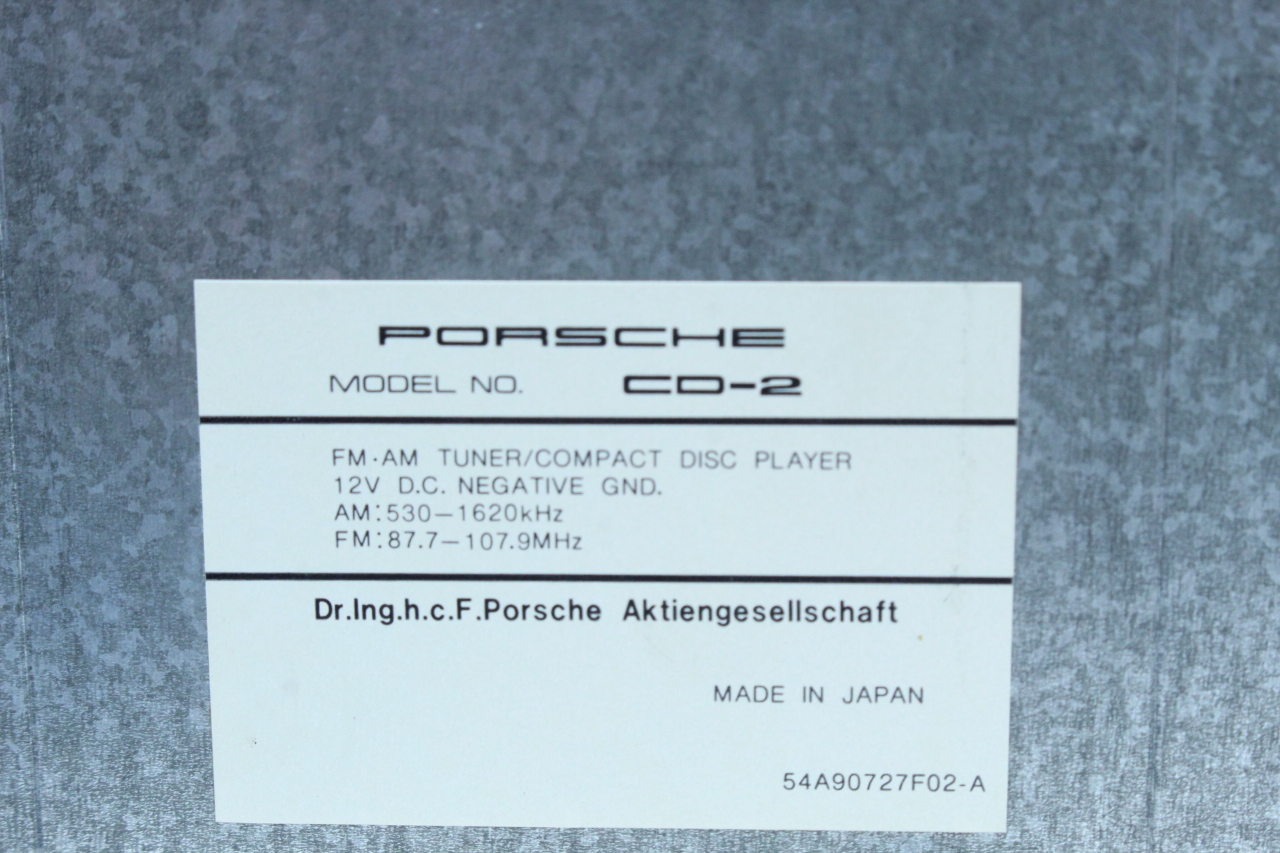 PORSCHE
MODEL NO. CD-2
FM·AM TUNER/COMPACT DISC PLAYER
12V D.C. NEGATIVE GND.
AM:530–1620kHz
FM:87.7–107.9MHz
Dr.Ing.h.c.F.Porsche Aktiengesellschaft
MADE IN JAPAN
54A90727F02-A